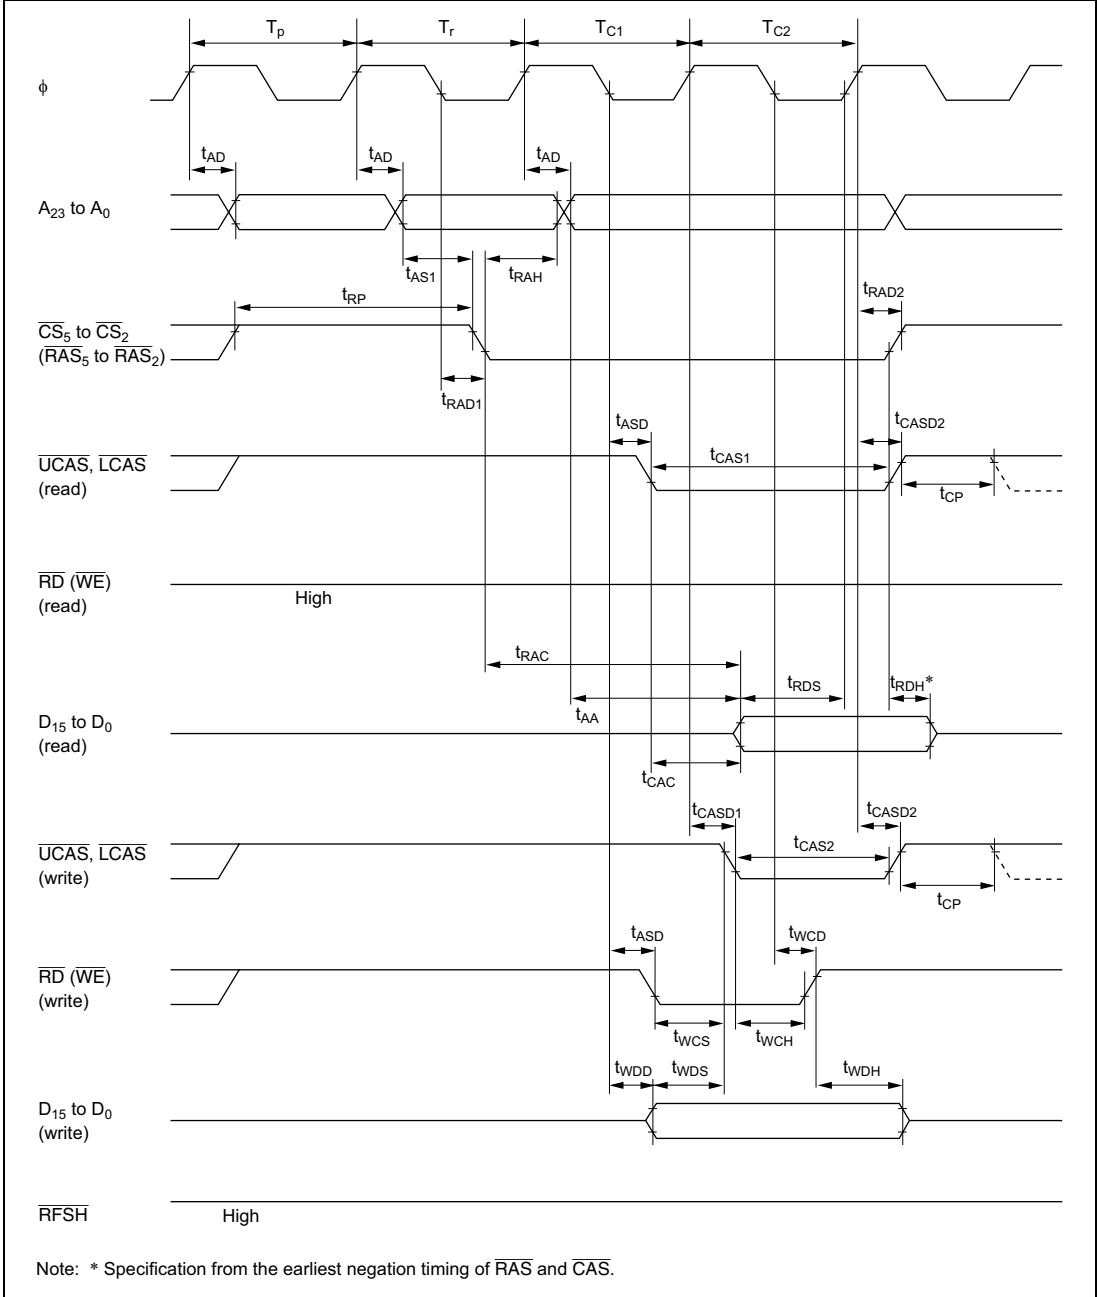 Tp Tr TC1 TC2
ϕ
tAD tAD tAD
A23 to A0
tAS1 tRAH
tRP tRAD2
CS5 to CS2
(RAS5 to RAS2)
tRAD1
tASD tCASD2
UCAS, LCAS
(read)
tCAS1
tCP
RD (WE)
(read)
High
tRAC
tRDS tRDH*
tAA
D15 to D0
(read)
tCAC
tCASD1 tCASD2
UCAS, LCAS
(write)
tCAS2
tCP
tASD tWCD
RD (WE)
(write)
tWCS tWCH
tWDD tWDS tWDH
D15 to D0
(write)
RFSH
High
Note: * Specification from the earliest negation timing of RAS and CAS.